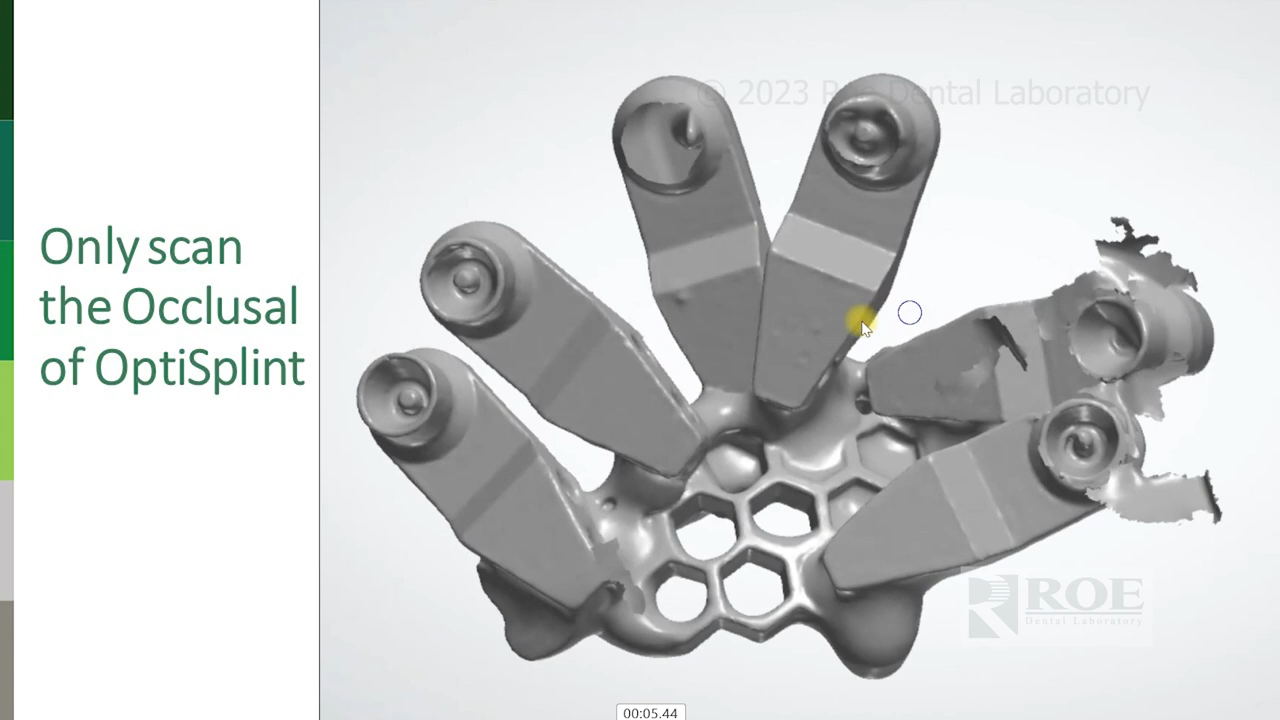 Only scan
the Occlusal
of OptiSplint
© 2023 Roe Dental Laboratory
ROE
Dental Laboratory
00:05.44